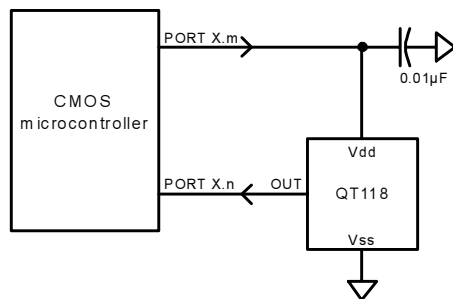 PORT X.m
0.01µF
CMOS
microcontroller
Vdd
PORT X.n
OUT
QT118
Vss